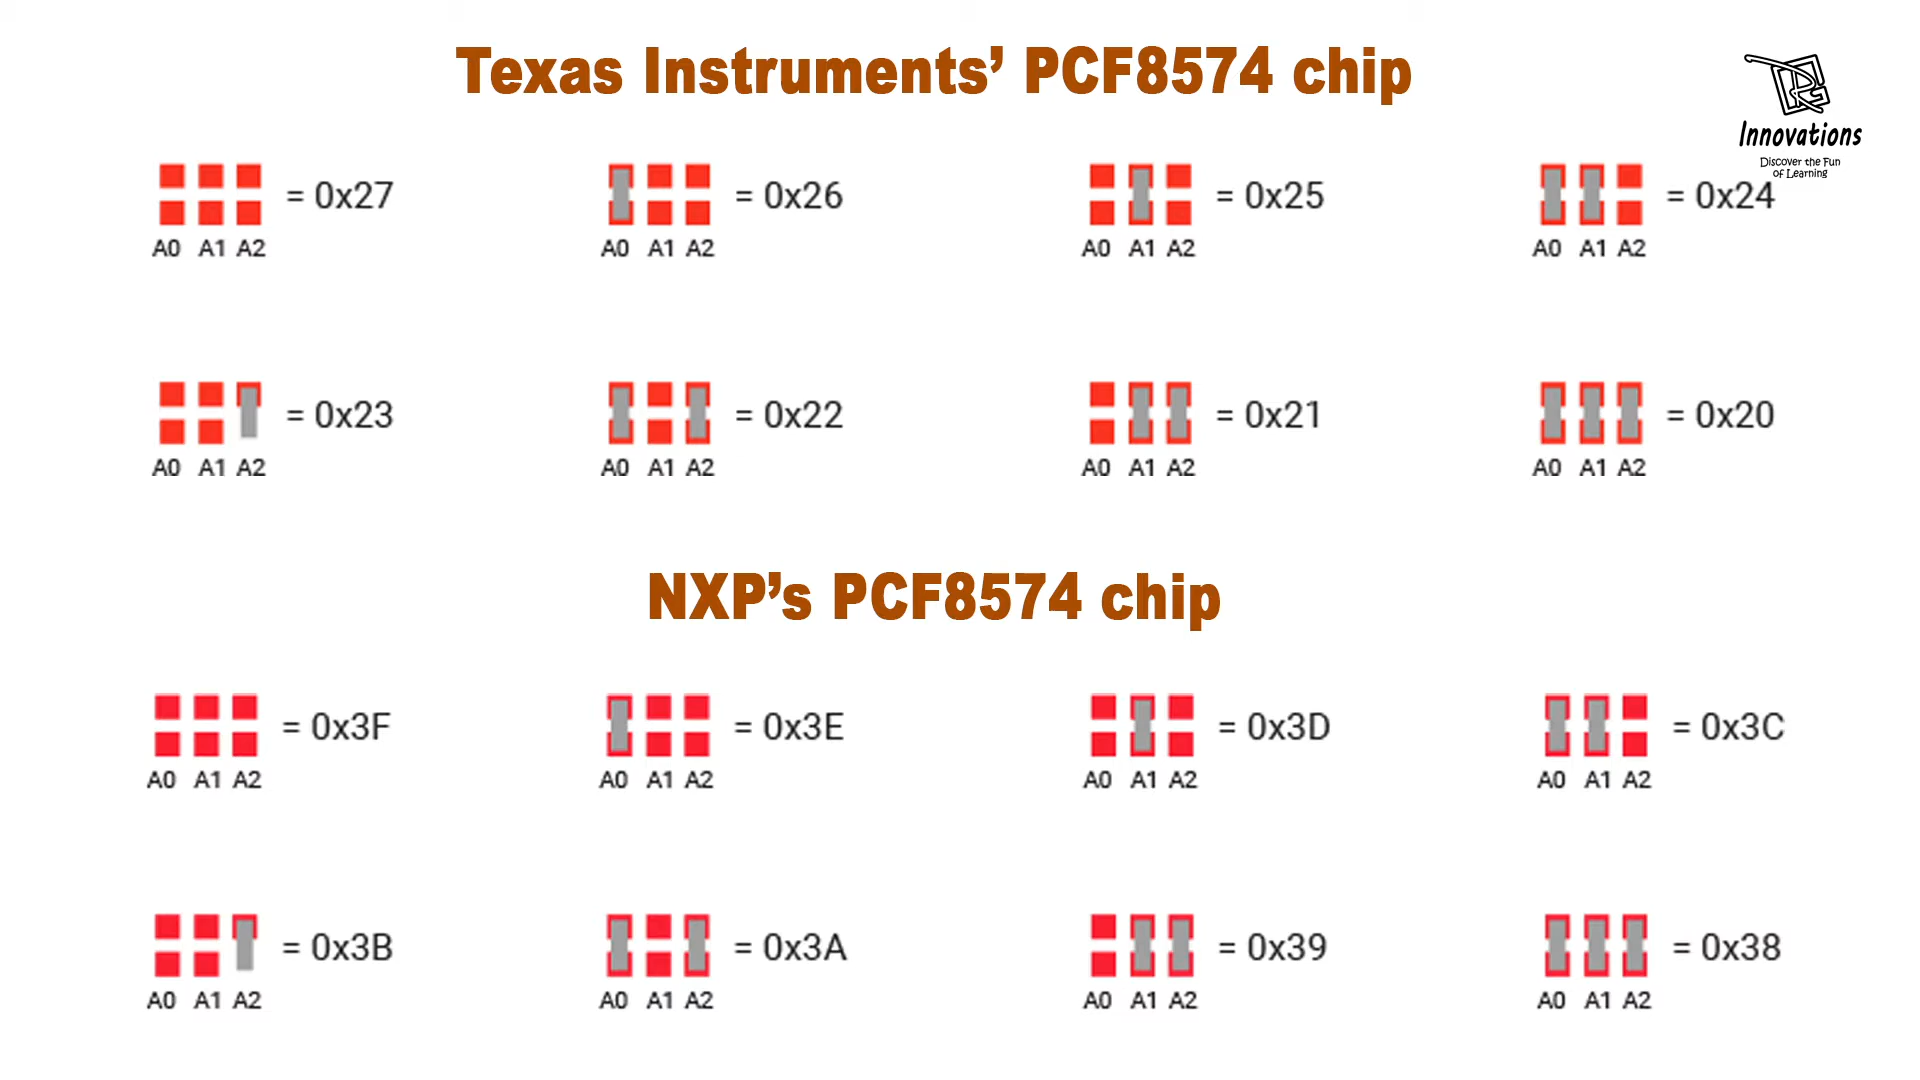 Texas Instruments’ PCF8574 chip
Innovations
Discover the Fun
of Learning
= 0x27
A0 A1 A2
= 0x26
A0 A1 A2
= 0x25
A0 A1 A2
= 0x24
A0 A1 A2
= 0x23
A0 A1 A2
= 0x22
A0 A1 A2
= 0x21
A0 A1 A2
= 0x20
A0 A1 A2
NXP’s PCF8574 chip
= 0x3F
A0 A1 A2
= 0x3E
A0 A1 A2
= 0x3D
A0 A1 A2
= 0x3C
A0 A1 A2
= 0x3B
A0 A1 A2
= 0x3A
A0 A1 A2
= 0x39
A0 A1 A2
= 0x38
A0 A1 A2